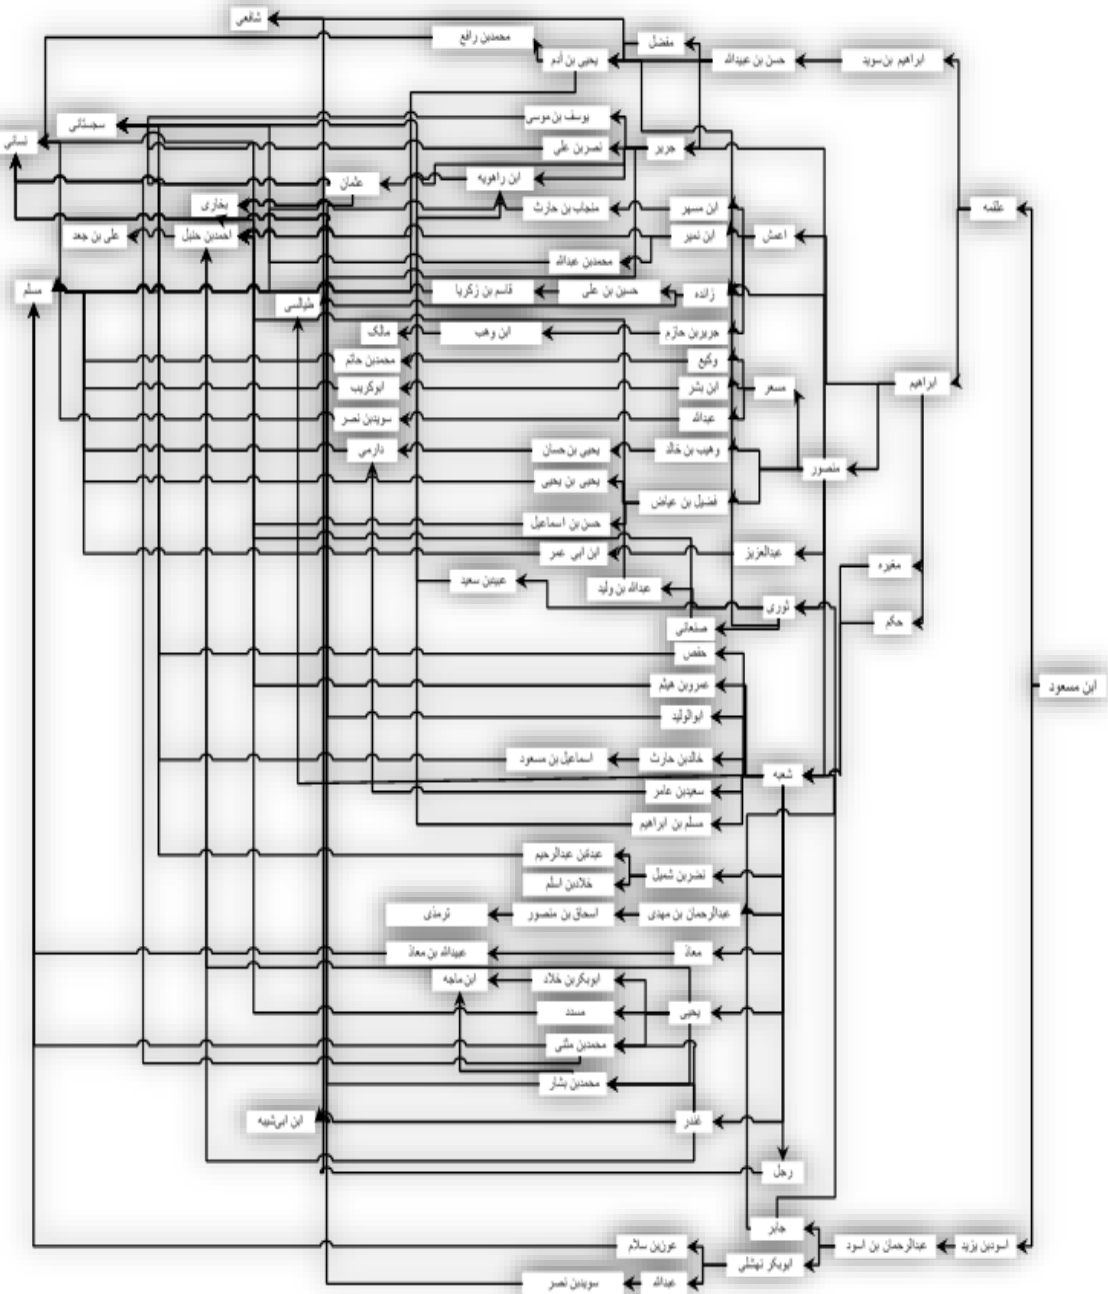 شافعی
محمدبن رافع
مفضل
یحیی بن آدم
حسن بن عبیدالله
ابراهیم بن سوید
یوسف بن موسی
سجستانی
نسائی
نصربن علی
جریر
ابن راهویه
عثمان
بخاری
منجاب بن حارث
ابن مسهر
علقمه
علی بن جعد
احمدبن حنبل
ابن نمیر
اعمش
محمدبن عبدالله
مسلم
طیالسی
قاسم بن زکریا
حسین بن علی
زائده
مالک
ابن وهب
جریربن حازم
محمدبن حاتم
وکیع
ابوکریب
ابن بشر
مسعر
ابراهیم
سویدبن نصر
عبدالله
دارمی
یحیی بن حسان
وهیب بن خالد
منصور
یحیی بن یحیی
فضیل بن عیاض
حسن بن اسماعیل
ابن ابی عمر
عبدالعزیز
مغیره
عبیدبن سعید
عبدالله بن ولید
ثوری
حکم
صنعانی
حفص
عمروبن هیثم
ابن مسعود
ابوالولید
اسماعیل بن مسعود
خالدبن حارث
شعبه
سعیدبن عامر
مسلم بن ابراهیم
عبدةبن عبدالرحیم
نضربن شمیل
خلادبن اسلم
ترمذی
اسحاق بن منصور
عبدالرحمان بن مهدی
عبیدالله بن معاذ
معاذ
ابن ماجه
ابوبکربن خلاد
مسدد
یحیی
محمدبن مثنی
محمدبن بشار
ابن ابی‌شیبه
غندر
رجل
جابر
عون‌بن سلام
عبدالرحمان بن اسود
اسودبن یزید
ابوبکر نهشلی
سویدبن نصر
عبدالله